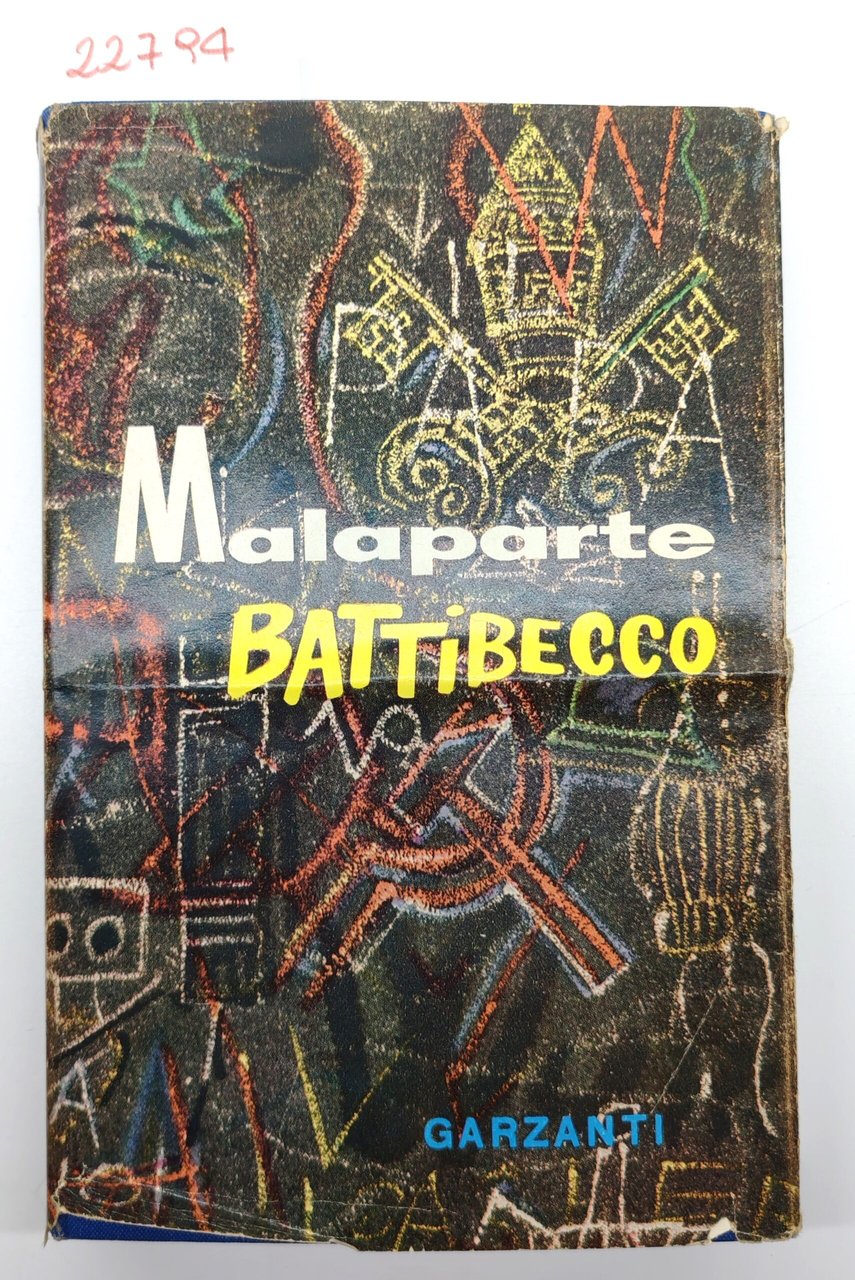 22794
Malaparte
BATTiBECCO
GARZANTI